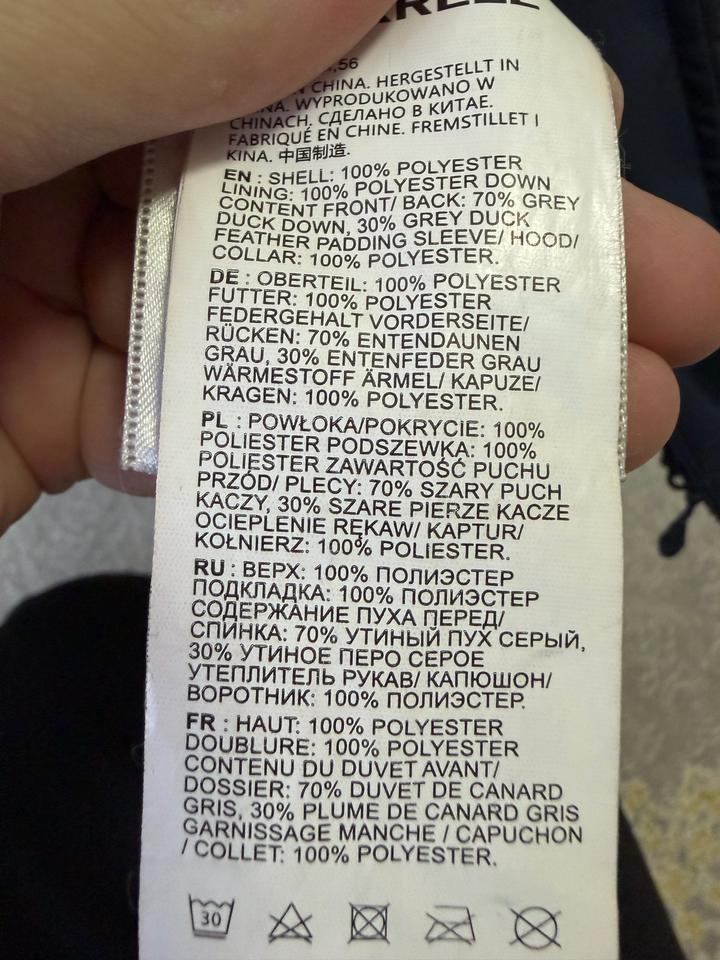 ,56
CHINA. HERGESTELLT IN
WYPRODUKOWANO W
CHINACH. СДЕЛАНО В КИТАЕ.
FABRIQUÉ EN CHINE. FREMSTILLET I
KINA. 中国制造.
EN : SHELL: 100% POLYESTER
LINING: 100% POLYESTER DOWN
CONTENT FRONT/ BACK: 70% GREY
DUCK DOWN, 30% GREY DUCK
FEATHER PADDING SLEEVE/ HOOD/
COLLAR: 100% POLYESTER.
DE : OBERTEIL: 100% POLYESTER
FUTTER: 100% POLYESTER
FEDERGEHALT VORDERSEITE/
RÜCKEN: 70% ENTENDAUNEN
GRAU, 30% ENTENFEDER GRAU
WÄRMESTOFF ÄRMEL/ KAPUZE/
KRAGEN: 100% POLYESTER.
PL : POWŁOKA/POKRYCIE: 100%
POLIESTER PODSZEWKA: 100%
POLIESTER ZAWARTOŚĆ PUCHU
PRZÓD/ PLECY: 70% SZARY PUCH
KACZY, 30% SZARE PIERZE KACZE
OCIEPLENIE RĘKAW/ KAPTUR/
KOŁNIERZ: 100% POLIESTER.
RU : ВЕРХ: 100% ПОЛИЭСТЕР
ПОДКЛАДКА: 100% ПОЛИЭСТЕР
СОДЕРЖАНИЕ ПУХА ПЕРЕД/
СПИНКА: 70% УТИНЫЙ ПУХ СЕРЫЙ,
30% УТИНОЕ ПЕРО СЕРОЕ
УТЕПЛИТЕЛЬ РУКАВ/ КАПЮШОН/
ВОРОТНИК: 100% ПОЛИЭСТЕР.
FR : HAUT: 100% POLYESTER
DOUBLURE: 100% POLYESTER
CONTENU DU DUVET AVANT/
DOSSIER: 70% DUVET DE CANARD
GRIS, 30% PLUME DE CANARD GRIS
GARNISSAGE MANCHE / CAPUCHON
/ COLLET: 100% POLYESTER.
30